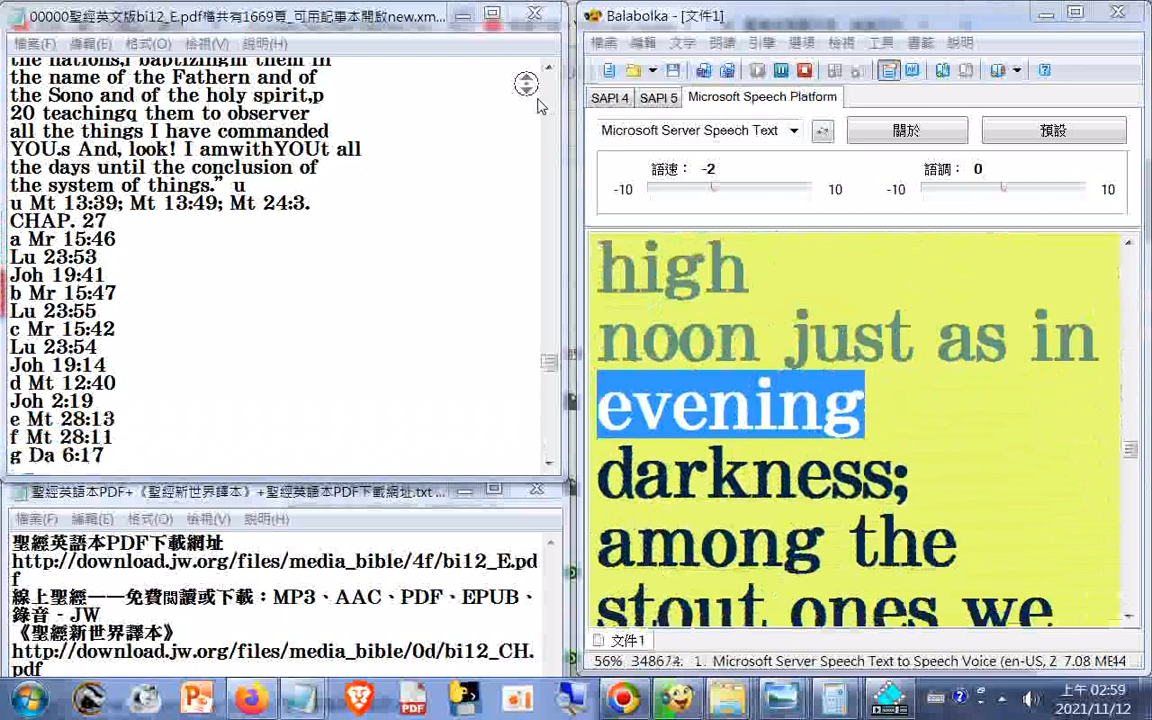 00000聖經英文版bi12_E.pdf檔共有1669頁_可用記事本開啟new.xm...
檔案(F) 編輯(E) 格式(O) 檢視(V) 說明(H)
the nations,r baptizingm them in
the name of the Fathern and of
the Sono and of the holy spirit,p
20 teachingq them to observer
all the things I have commanded
YOU.s And, look! I amwithYOUt all
the days until the conclusion of
the system of things.” u
u Mt 13:39; Mt 13:49; Mt 24:3.
CHAP. 27
a Mr 15:46
Lu 23:53
Joh 19:41
b Mr 15:47
Lu 23:55
c Mr 15:42
Lu 23:54
Joh 19:14
d Mt 12:40
Joh 2:19
e Mt 28:13
f Mt 28:11
g Da 6:17
聖經英語本PDF+《聖經新世界譯本》+聖經英語本PDF下載網址.txt ...
檔案(F) 編輯(E) 格式(O) 檢視(V) 說明(H)
聖經英語本PDF下載網址
http://download.jw.org/files/media_bible/4f/bi12_E.pd
f
線上聖經——免費閱讀或下載：MP3、AAC、PDF、EPUB、
錄音 - JW
《聖經新世界譯本》
http://download.jw.org/files/media_bible/0d/bi12_CH.
pdf
Balabolka - [文件1]
檔案 編輯 文字 朗讀 引擎 選項 檢視 工具 書籤 說明
SAPI 4 SAPI 5 Microsoft Speech Platform
Microsoft Server Speech Text 關於 預設
語速： -2 語調： 0
-10 10 -10 10
high
noon just as in
evening
darkness;
among the
stout ones we
文件1
56% 1. Microsoft Server Speech Text to Speech Voice (en-US, Z 7.08 ME
上午 02:59
2021/11/12